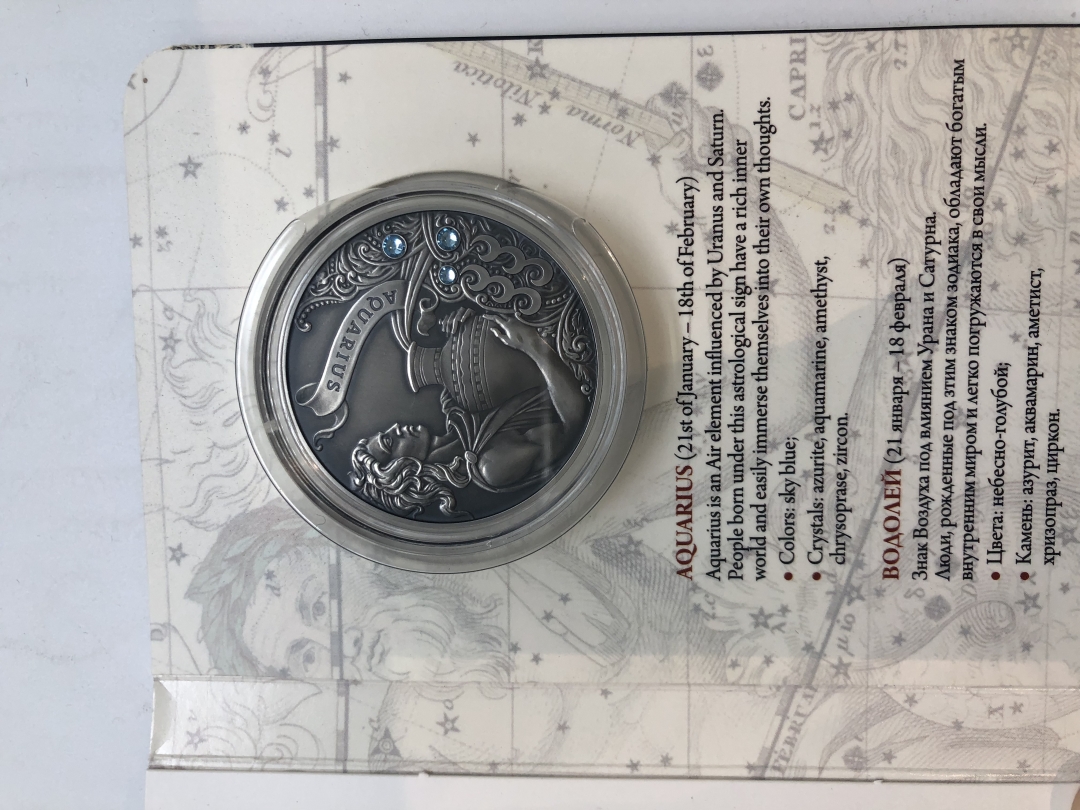 AQUARIUS
Norma Nilotica
CAPRI
AQUARIUS (21st of January – 18th of February)
Aquarius is an Air element influenced by Uranus and Saturn.
People born under this astrological sign have a rich inner
world and easily immerse themselves into their own thoughts.
• Colors: sky blue;
• Crystals: azurite, aquamarine, amethyst,
chrysoprase, zircon.
ВОДОЛЕЙ (21 января – 18 февраля)
Знак Воздуха под влиянием Урана и Сатурна.
Люди, рожденные под этим знаком зодиака, обладают богатым
внутренним миром и легко погружаются в свои мысли.
• Цвета: небесно-голубой;
• Камень: азурит, аквамарин, аметист,
хризопраз, циркон.